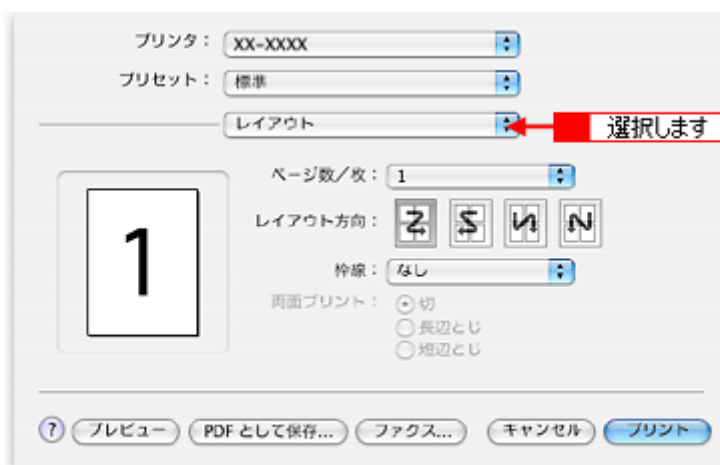 プリンタ： XX-XXXX
プリセット： 標準
レイアウト
選択します
ページ数／枚： 1
1
レイアウト方向：
枠線： なし
両面プリント： 切
長辺とじ
短辺とじ
? プレビュー PDF として保存... ファクス... キャンセル プリント